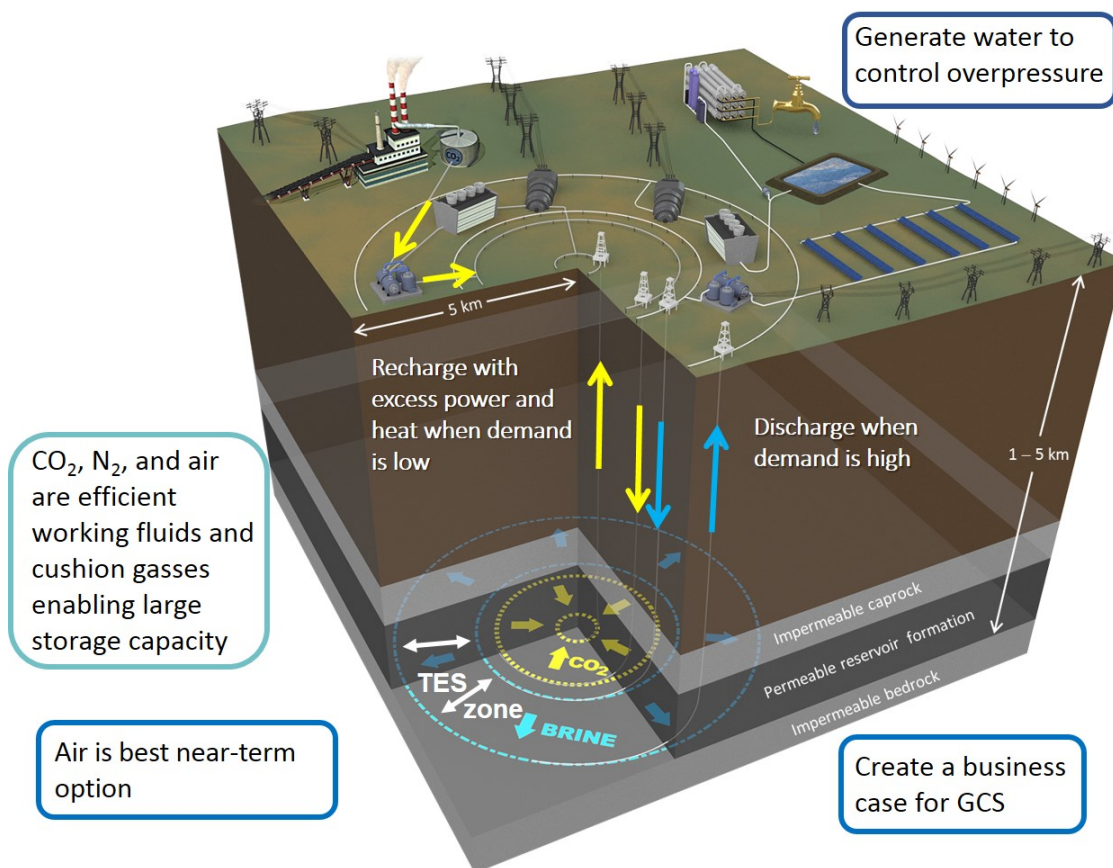 Generate water to
control overpressure
CO₂
5 km
Recharge with
excess power and
heat when demand
is low
Discharge when
demand is high
1 – 5 km
CO₂, N₂, and air
are efficient
working fluids and
cushion gasses
enabling large
storage capacity
Impermeable caprock
Permeable reservoir formation
Impermeable bedrock
CO₂
TES
zone
BRINE
Air is best near-term
option
Create a business
case for GCS